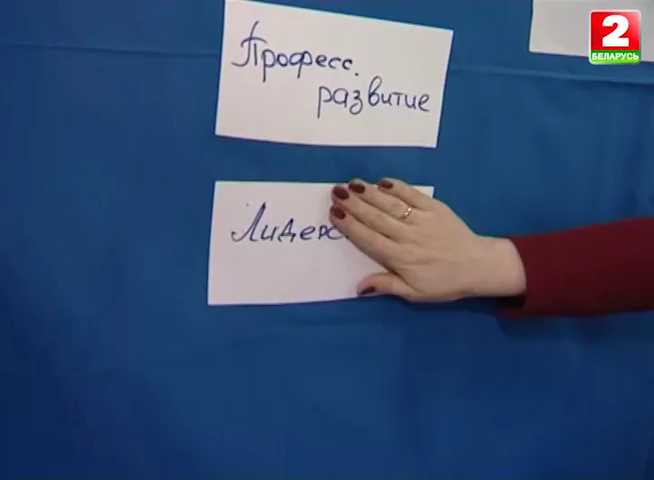 Професс.
развитие
Лидерс
2
БЕЛАРУСЬ